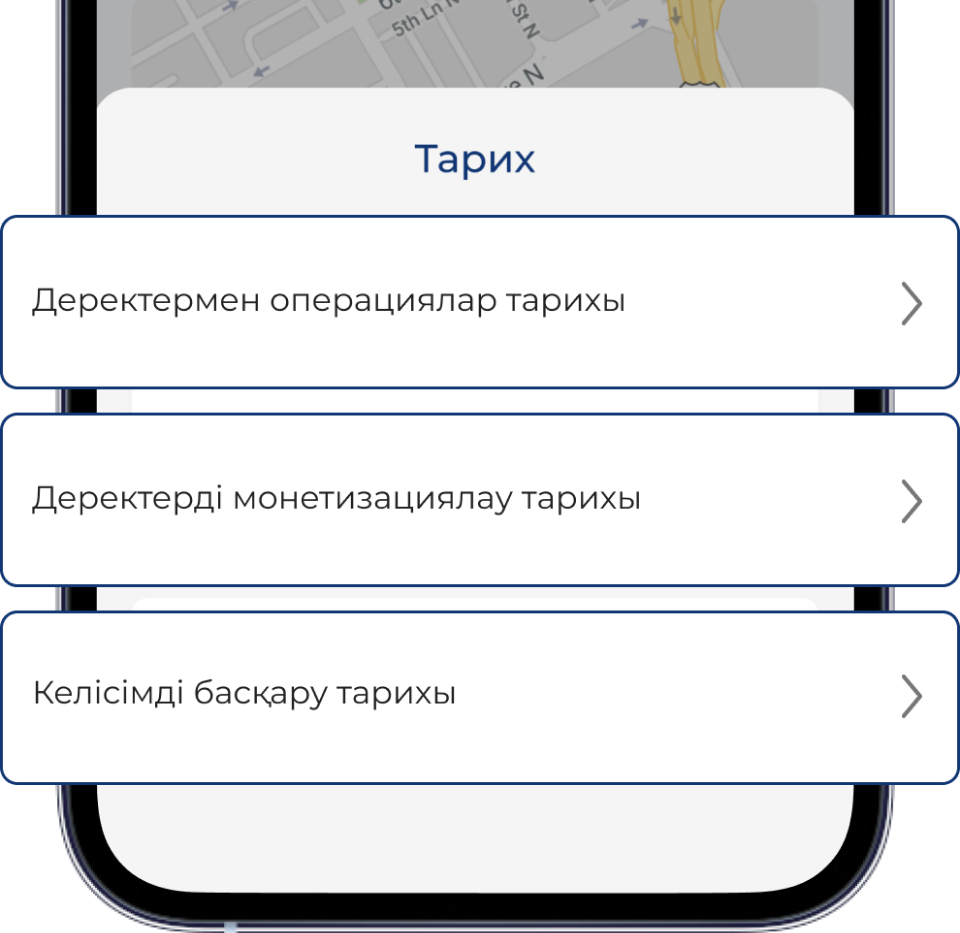 5th Ln N
St N
Тарих
Деректермен операциялар тарихы
Деректерді монетизациялау тарихы
Келісімді басқару тарихы